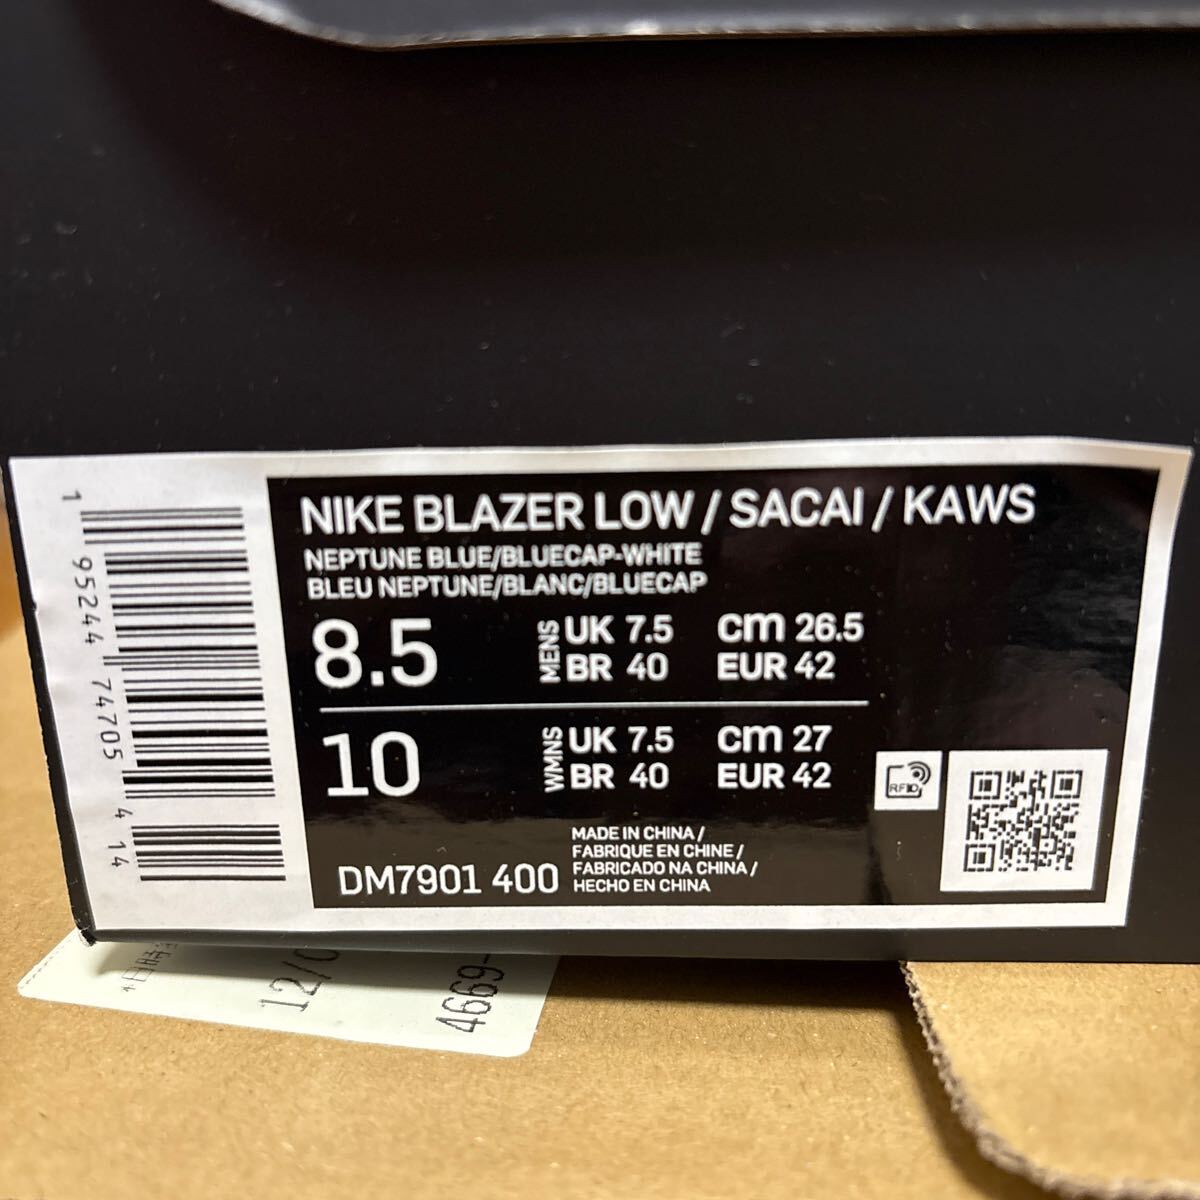 NIKE BLAZER LOW / SACAI / KAWS
NEPTUNE BLUE/BLUECAP-WHITE
BLEU NEPTUNE/BLANC/BLUECAP
8.5 MENS UK 7.5 cm 26.5
BR 40 EUR 42
10 WMNS UK 7.5 cm 27
BR 40 EUR 42
RFID
DM7901 400
MADE IN CHINA /
FABRIQUE EN CHINE /
FABRICADO NA CHINA /
HECHO EN CHINA
1 95244 74705 4 14
12/0
4669-